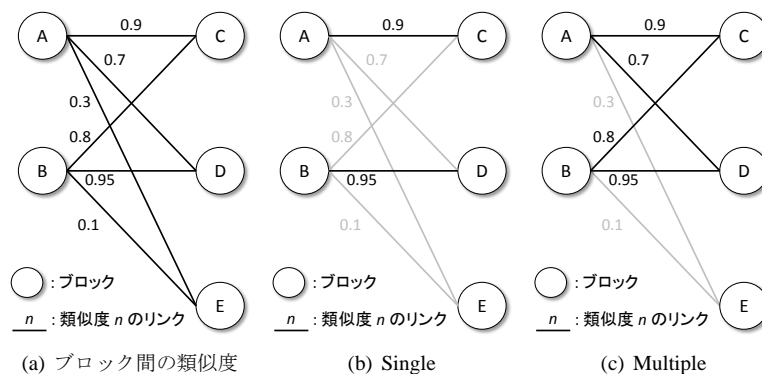 A
0.9
C
0.7
0.3
0.8
B
0.95
D
0.1
E
: ブロック
n : 類似度 n のリンク
(a) ブロック間の類似度
A
0.9
C
0.7
0.3
0.8
B
0.95
D
0.1
E
: ブロック
n : 類似度 n のリンク
(b) Single
A
0.9
C
0.7
0.3
0.8
B
0.95
D
0.1
E
: ブロック
n : 類似度 n のリンク
(c) Multiple